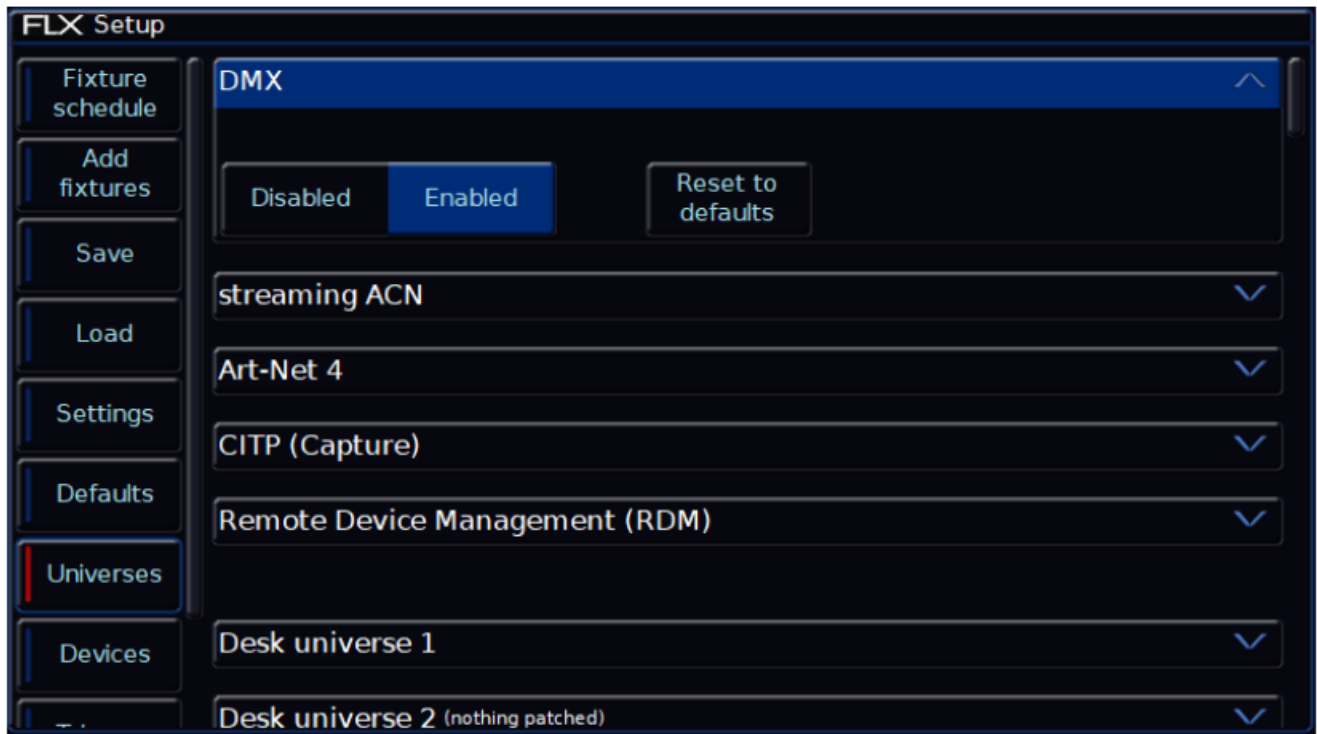 FLX Setup
Fixture
schedule
Add
fixtures
Save
Load
Settings
Defaults
Universes
Devices
DMX
Disabled
Enabled
Reset to
defaults
streaming ACN
Art-Net 4
CITP (Capture)
Remote Device Management (RDM)
Desk universe 1
Desk universe 2 (nothing patched)